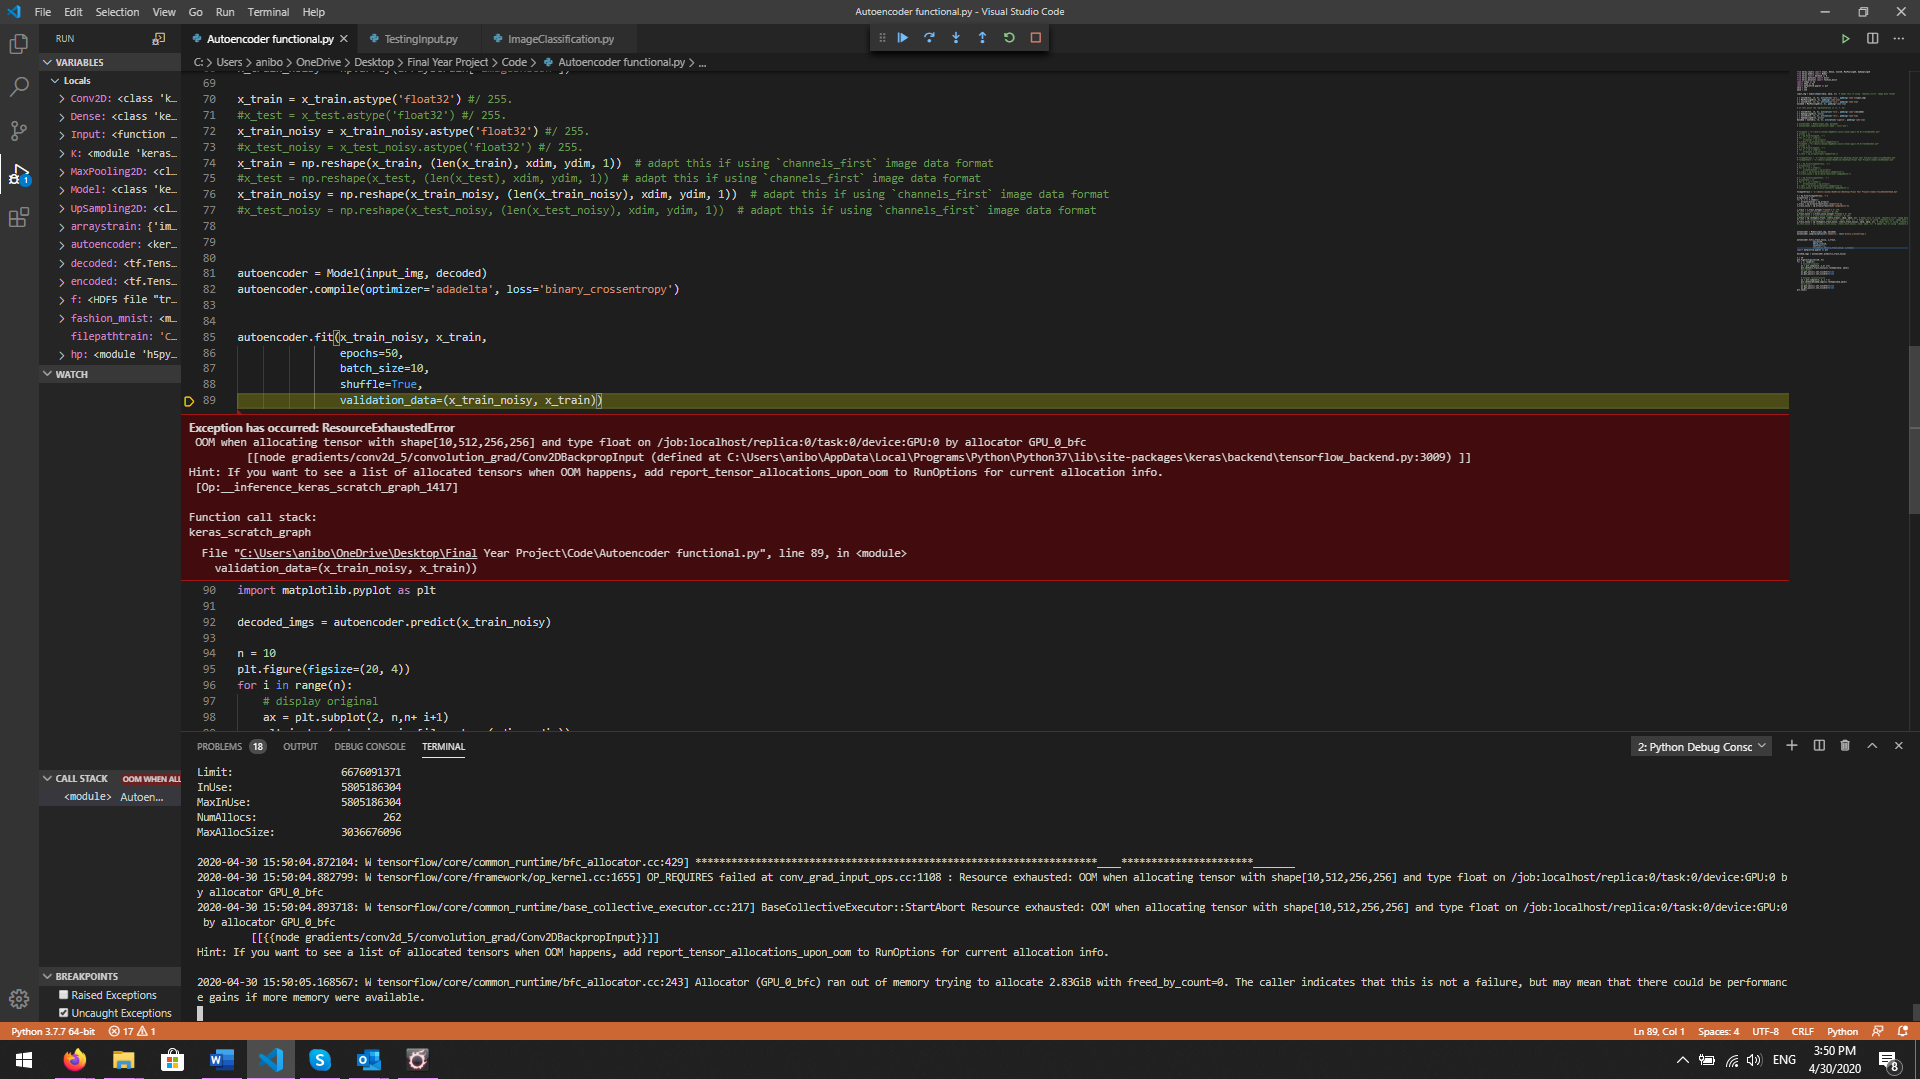 File Edit Selection View Go Run Terminal Help
Autoencoder functional.py - Visual Studio Code
RUN
Autoencoder functional.py
TestingInput.py
ImageClassification.py
C: > Users > anibo > OneDrive > Desktop > Final Year Project > Code > Autoencoder functional.py > ...
VARIABLES
Locals
Conv2D: <class 'k...
Dense: <class 'ke...
Input: <function ...
K: <module 'keras...
MaxPooling2D: <cl...
Model: <class 'ke...
UpSampling2D: <cl...
arraystrain: {'im...
autoencoder: <ker...
decoded: <tf.Tens...
encoded: <tf.Tens...
f: <HDF5 file "tr...
fashion_mnist: <m...
filepathtrain: 'C...
hp: <module 'h5py...
WATCH
CALL STACK OOM WHEN ALL
<module> Autoen...
BREAKPOINTS
Raised Exceptions
Uncaught Exceptions
69
70 x_train = x_train.astype('float32') #/ 255.
71 #x_test = x_test.astype('float32') #/ 255.
72 x_train_noisy = x_train_noisy.astype('float32') #/ 255.
73 #x_test_noisy = x_test_noisy.astype('float32') #/ 255.
74 x_train = np.reshape(x_train, (len(x_train), xdim, ydim, 1))  # adapt this if using `channels_first` image data format
75 #x_test = np.reshape(x_test, (len(x_test), xdim, ydim, 1))  # adapt this if using `channels_first` image data format
76 x_train_noisy = np.reshape(x_train_noisy, (len(x_train_noisy), xdim, ydim, 1))  # adapt this if using `channels_first` image data format
77 #x_test_noisy = np.reshape(x_test_noisy, (len(x_test_noisy), xdim, ydim, 1))  # adapt this if using `channels_first` image data format
78
79
80
81 autoencoder = Model(input_img, decoded)
82 autoencoder.compile(optimizer='adadelta', loss='binary_crossentropy')
83
84
85 autoencoder.fit(x_train_noisy, x_train,
86 epochs=50,
87 batch_size=10,
88 shuffle=True,
89 validation_data=(x_train_noisy, x_train))
Exception has occurred: ResourceExhaustedError
OOM when allocating tensor with shape[10,512,256,256] and type float on /job:localhost/replica:0/task:0/device:GPU:0 by allocator GPU_0_bfc
[[node gradients/conv2d_5/convolution_grad/Conv2DBackpropInput (defined at C:\Users\anibo\AppData\Local\Programs\Python\Python37\lib\site-packages\keras\backend\tensorflow_backend.py:3009) ]]
Hint: If you want to see a list of allocated tensors when OOM happens, add report_tensor_allocations_upon_oom to RunOptions for current allocation info.
[Op:__inference_keras_scratch_graph_1417]
Function call stack:
keras_scratch_graph
File "C:\Users\anibo\OneDrive\Desktop\Final Year Project\Code\Autoencoder functional.py", line 89, in <module>
validation_data=(x_train_noisy, x_train))
90 import matplotlib.pyplot as plt
91
92 decoded_imgs = autoencoder.predict(x_train_noisy)
93
94 n = 10
95 plt.figure(figsize=(20, 4))
96 for i in range(n):
97 # display original
98 ax = plt.subplot(2, n,n+ i+1)
PROBLEMS 18 OUTPUT DEBUG CONSOLE TERMINAL
2: Python Debug Consc
Limit: 6676091371
InUse: 5805186304
MaxInUse: 5805186304
NumAllocs: 262
MaxAllocSize: 3036676096
2020-04-30 15:50:04.872104: W tensorflow/core/common_runtime/bfc_allocator.cc:429] *******************************************************************____**********************_______
2020-04-30 15:50:04.882799: W tensorflow/core/framework/op_kernel.cc:1655] OP_REQUIRES failed at conv_grad_input_ops.cc:1108 : Resource exhausted: OOM when allocating tensor with shape[10,512,256,256] and type float on /job:localhost/replica:0/task:0/device:GPU:0 b
y allocator GPU_0_bfc
2020-04-30 15:50:04.893718: W tensorflow/core/common_runtime/base_collective_executor.cc:217] BaseCollectiveExecutor::StartAbort Resource exhausted: OOM when allocating tensor with shape[10,512,256,256] and type float on /job:localhost/replica:0/task:0/device:GPU:0
by allocator GPU_0_bfc
[[{{node gradients/conv2d_5/convolution_grad/Conv2DBackpropInput}}]]
Hint: If you want to see a list of allocated tensors when OOM happens, add report_tensor_allocations_upon_oom to RunOptions for current allocation info.
2020-04-30 15:50:05.168567: W tensorflow/core/common_runtime/bfc_allocator.cc:243] Allocator (GPU_0_bfc) ran out of memory trying to allocate 2.83GiB with freed_by_count=0. The caller indicates that this is not a failure, but may mean that there could be performanc
e gains if more memory were available.
Python 3.7.7 64-bit 17 1
Ln 89, Col 1 Spaces: 4 UTF-8 CRLF Python
ENG
3:50 PM
4/30/2020
8